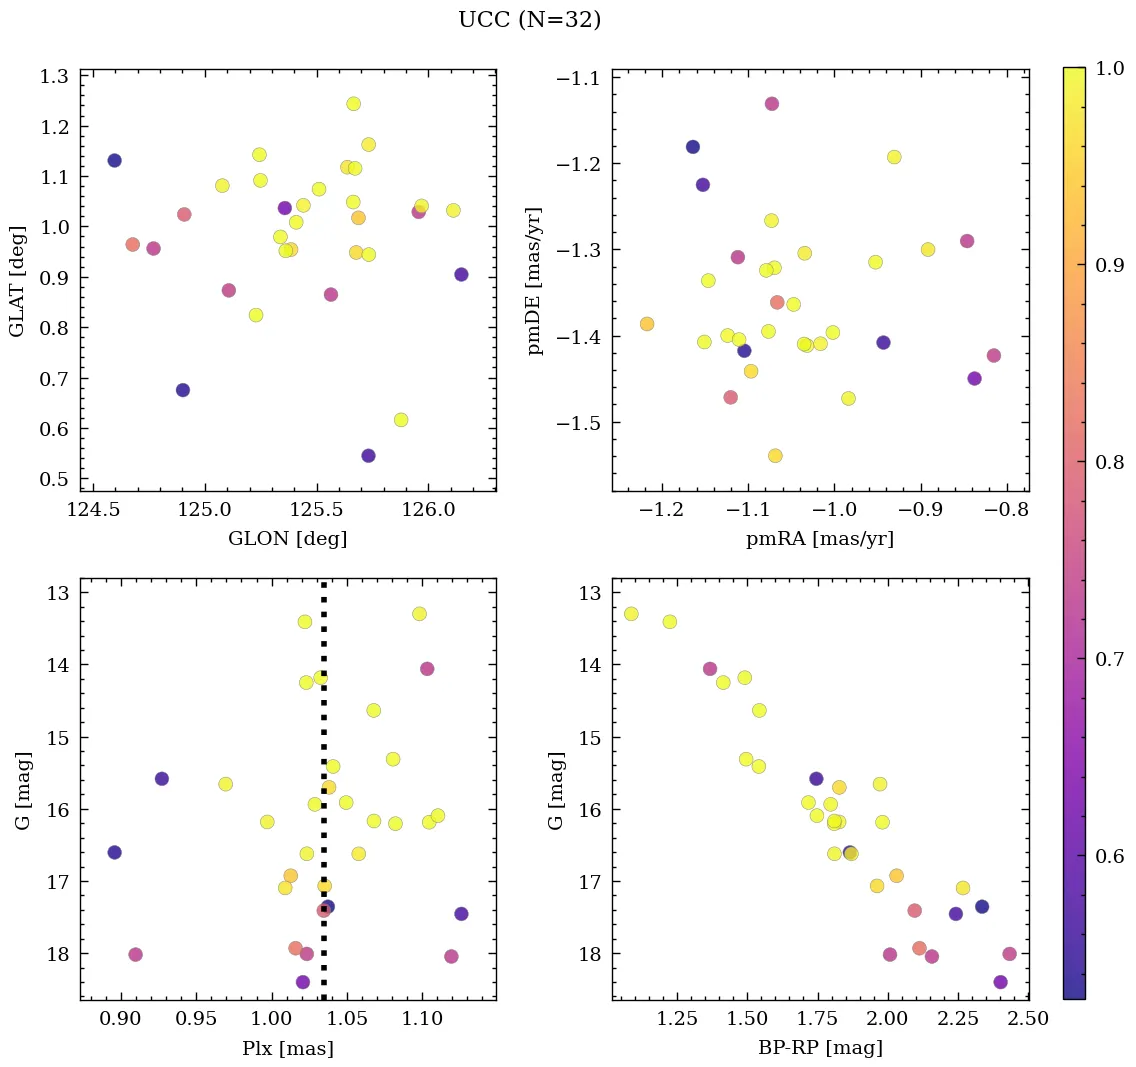 UCC (N=32)
1.3
1.2
1.1
1.0
0.9
0.8
0.7
0.6
0.5
GLAT [deg]
124.5 125.0 125.5 126.0
GLON [deg]
−1.1
−1.2
−1.3
−1.4
−1.5
pmDE [mas/yr]
−1.2 −1.1 −1.0 −0.9 −0.8
pmRA [mas/yr]
13
14
15
16
17
18
G [mag]
0.90 0.95 1.00 1.05 1.10
Plx [mas]
13
14
15
16
17
18
G [mag]
1.25 1.50 1.75 2.00 2.25 2.50
BP-RP [mag]
1.0
0.9
0.8
0.7
0.6